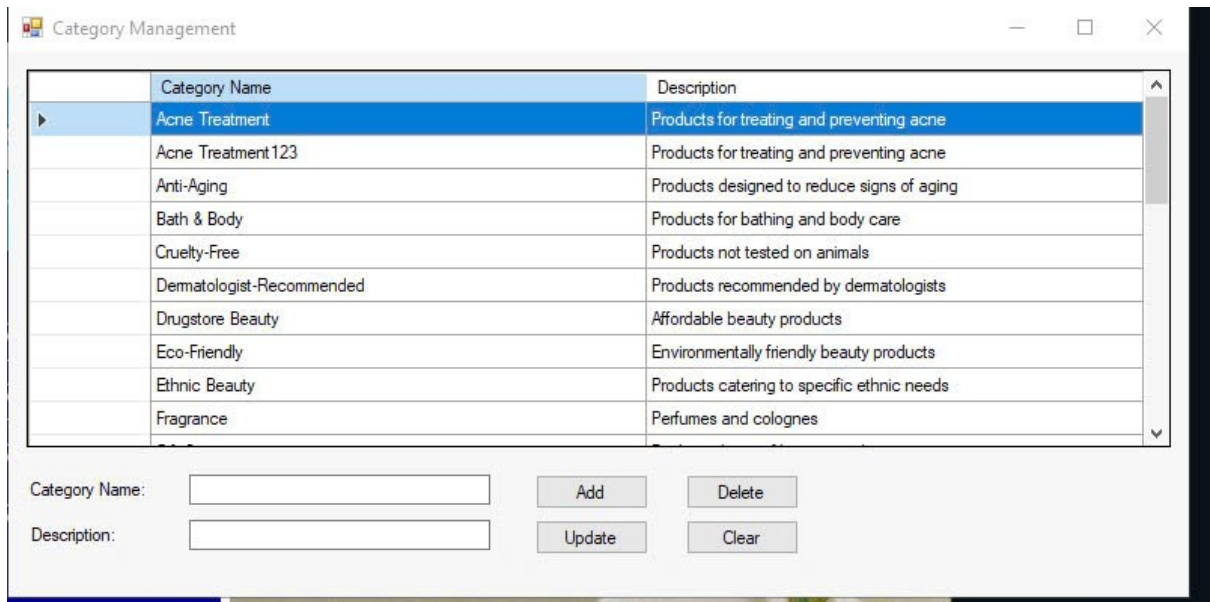 Category Management
Category Name Description
Acne Treatment Products for treating and preventing acne
Acne Treatment123 Products for treating and preventing acne
Anti-Aging Products designed to reduce signs of aging
Bath & Body Products for bathing and body care
Cruelty-Free Products not tested on animals
Dermatologist-Recommended Products recommended by dermatologists
Drugstore Beauty Affordable beauty products
Eco-Friendly Environmentally friendly beauty products
Ethnic Beauty Products catering to specific ethnic needs
Fragrance Perfumes and colognes
Category Name: Add Delete
Description: Update Clear